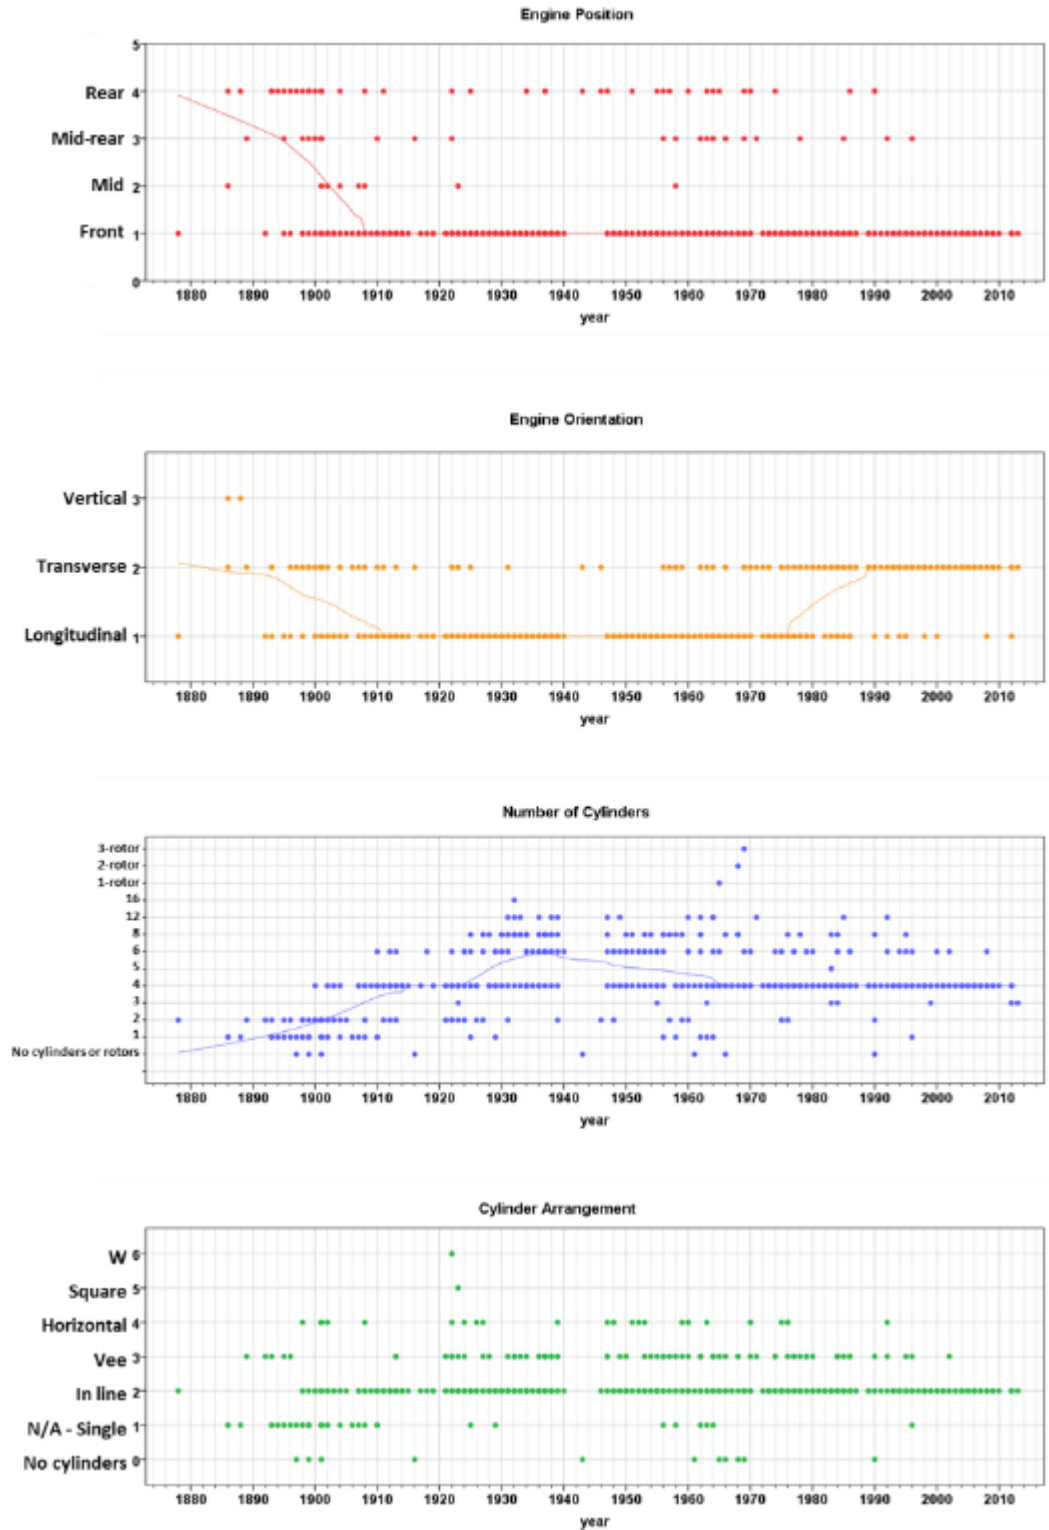 Engine Position
5
Rear 4
Mid-rear 3
Mid 2
Front 1
0
1880 1890 1900 1910 1920 1930 1940 1950 1960 1970 1980 1990 2000 2010
year
Engine Orientation
Vertical 3
Transverse 2
Longitudinal 1
1880 1890 1900 1910 1920 1930 1940 1950 1960 1970 1980 1990 2000 2010
year
Number of Cylinders
3-rotor
2-rotor
1-rotor
16
12
8
6
5
4
3
2
1
No cylinders or rotors
1880 1890 1900 1910 1920 1930 1940 1950 1960 1970 1980 1990 2000 2010
year
Cylinder Arrangement
W 6
Square 5
Horizontal 4
Vee 3
In line 2
N/A - Single 1
No cylinders 0
1880 1890 1900 1910 1920 1930 1940 1950 1960 1970 1980 1990 2000 2010
year